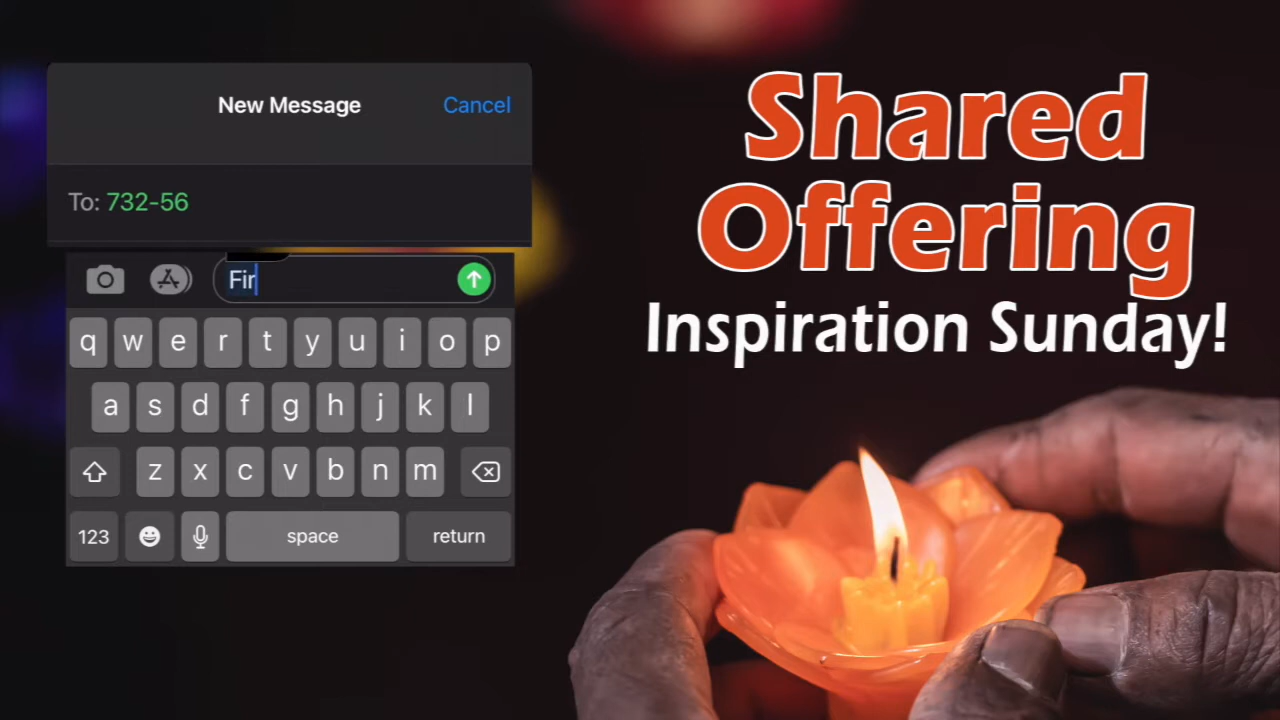 New Message
Cancel
To: 732-56
Fir
q w e r t y u i o p
a s d f g h j k l
z x c v b n m
123
space
return
Shared
Offering
Inspiration Sunday!